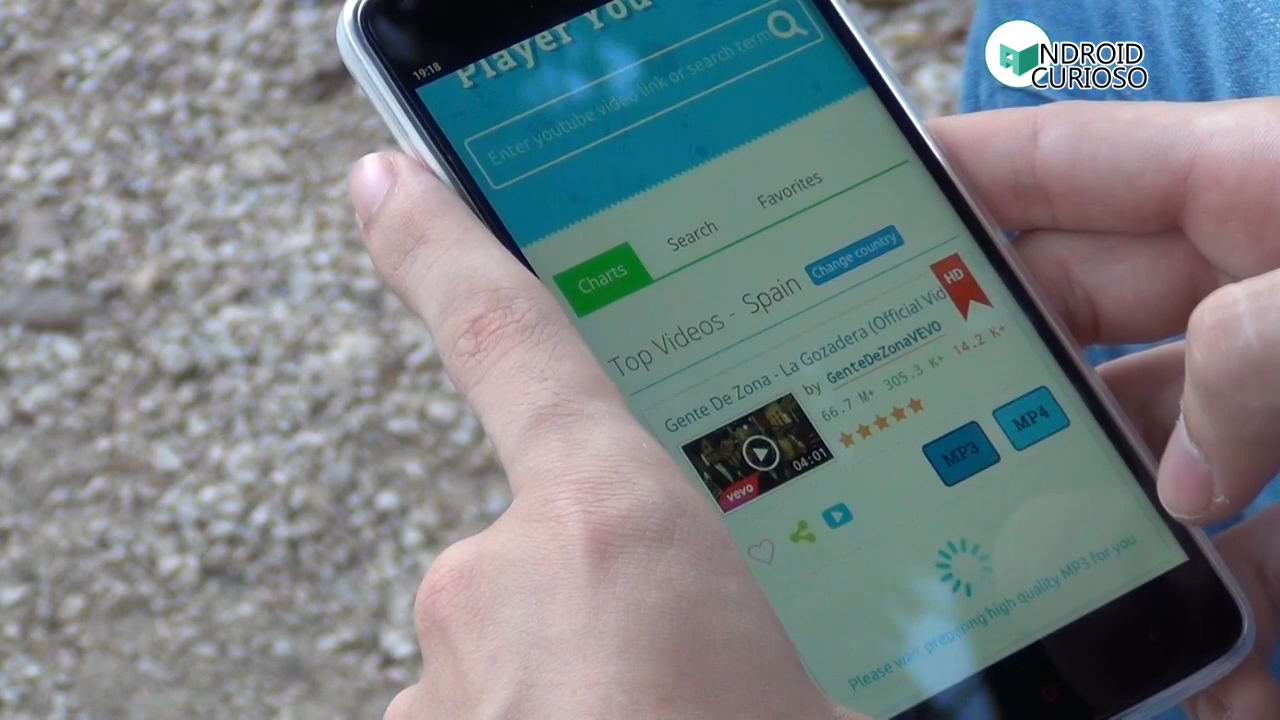 NDROID
CURIOSO
19:18
Player You
Enter youtube video link or search term
Charts
Search
Favorites
Top Videos - Spain
Change country
HD
Gente De Zona - La Gozadera (Official Vid
by GenteDeZonaVEVO
66.7 M+ 305.3 K+ 14.2 K+
04:01
vevo
MP3
MP4
Please wait preparing high quality MP3 for you